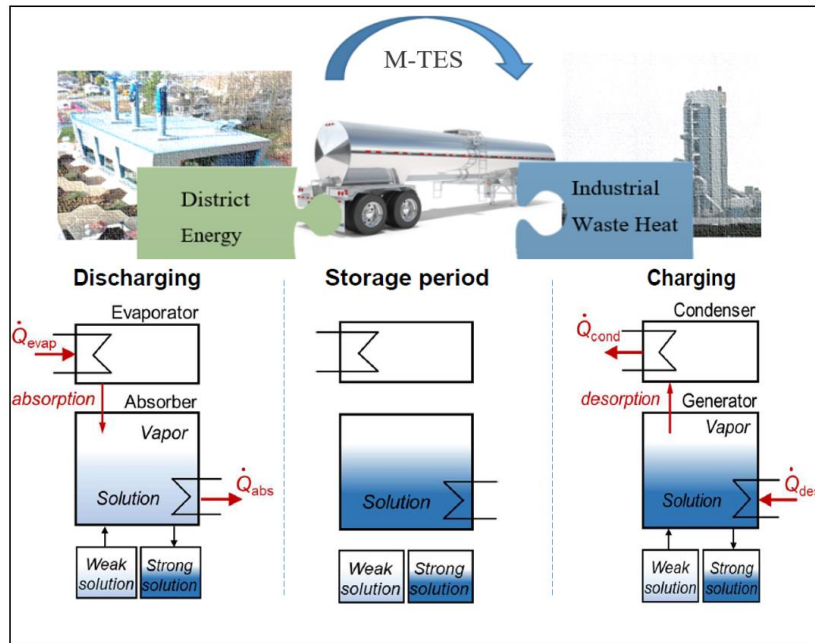 M-TES
District
Energy
Industrial
Waste Heat
Discharging
Storage period
Charging
Evaporator
Q̇evap
absorption
Absorber
Vapor
Solution
Q̇abs
Weak
solution
Strong
solution
Solution
Weak
solution
Strong
solution
Condenser
Q̇cond
desorption
Generator
Vapor
Solution
Q̇des
Weak
solution
Strong
solution